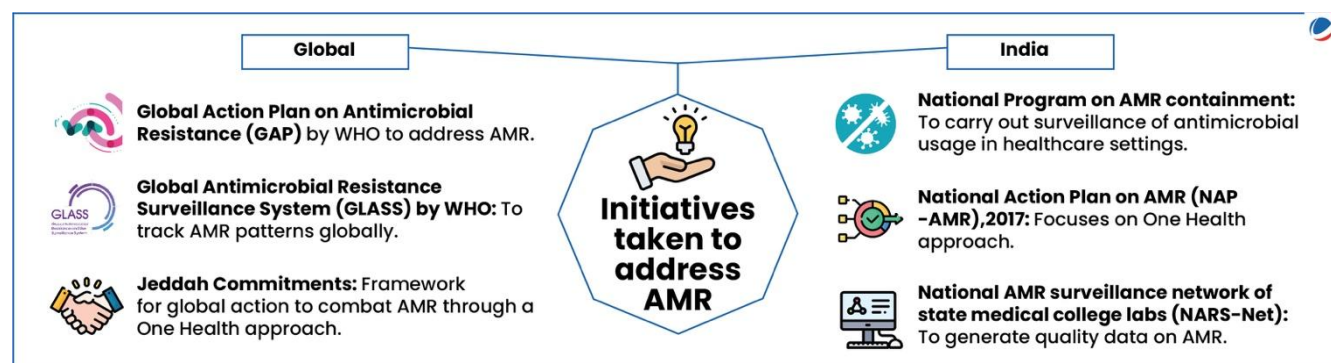 Global
Global Action Plan on Antimicrobial
Resistance (GAP) by WHO to address AMR.
GLASS
Global Antimicrobial Resistance
Surveillance System (GLASS) by WHO: To
track AMR patterns globally.
Jeddah Commitments: Framework
for global action to combat AMR through a
One Health approach.
Initiatives
taken to
address
AMR
India
National Program on AMR containment:
To carry out surveillance of antimicrobial
usage in healthcare settings.
National Action Plan on AMR (NAP
-AMR),2017: Focuses on One Health
approach.
National AMR surveillance network of
state medical college labs (NARS-Net):
To generate quality data on AMR.